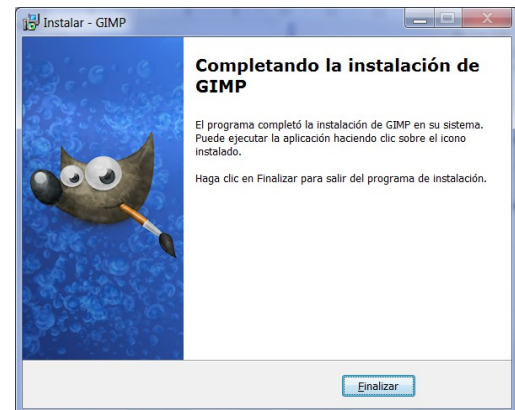 Instalar - GIMP
Completando la instalación de
GIMP
El programa completó la instalación de GIMP en su sistema.
Puede ejecutar la aplicación haciendo clic sobre el icono
instalado.
Haga clic en Finalizar para salir del programa de instalación.
Finalizar